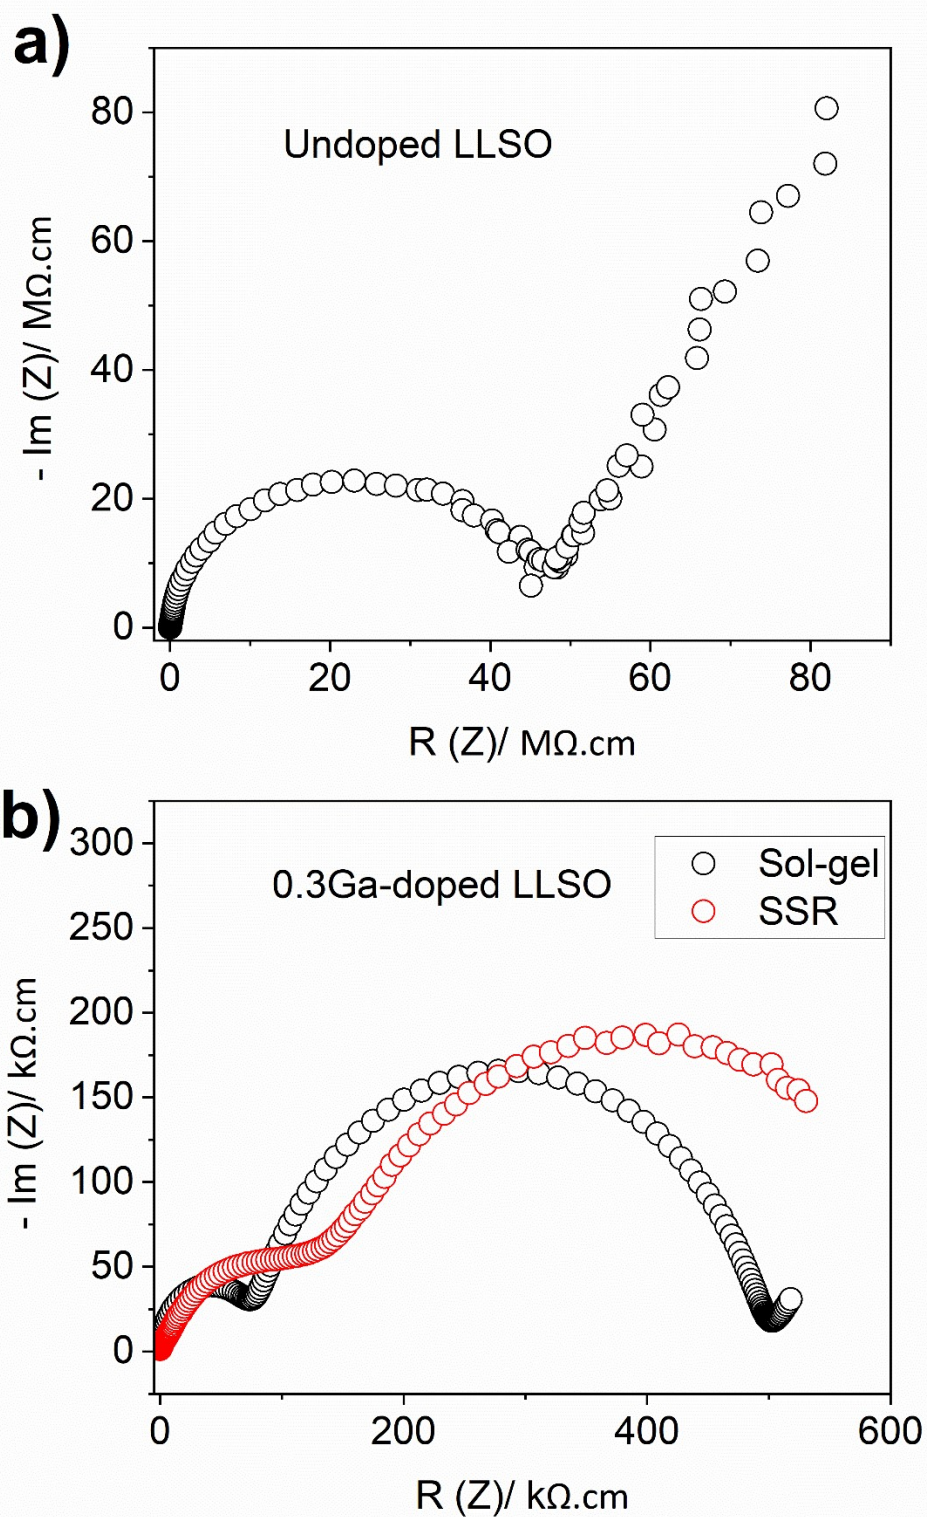 a)
Undoped LLSO
- Im (Z)/ MΩ.cm
80
60
40
20
0
0 20 40 60 80
R (Z)/ MΩ.cm
b)
0.3Ga-doped LLSO
Sol-gel
SSR
- Im (Z)/ kΩ.cm
300
250
200
150
100
50
0
0 200 400 600
R (Z)/ kΩ.cm